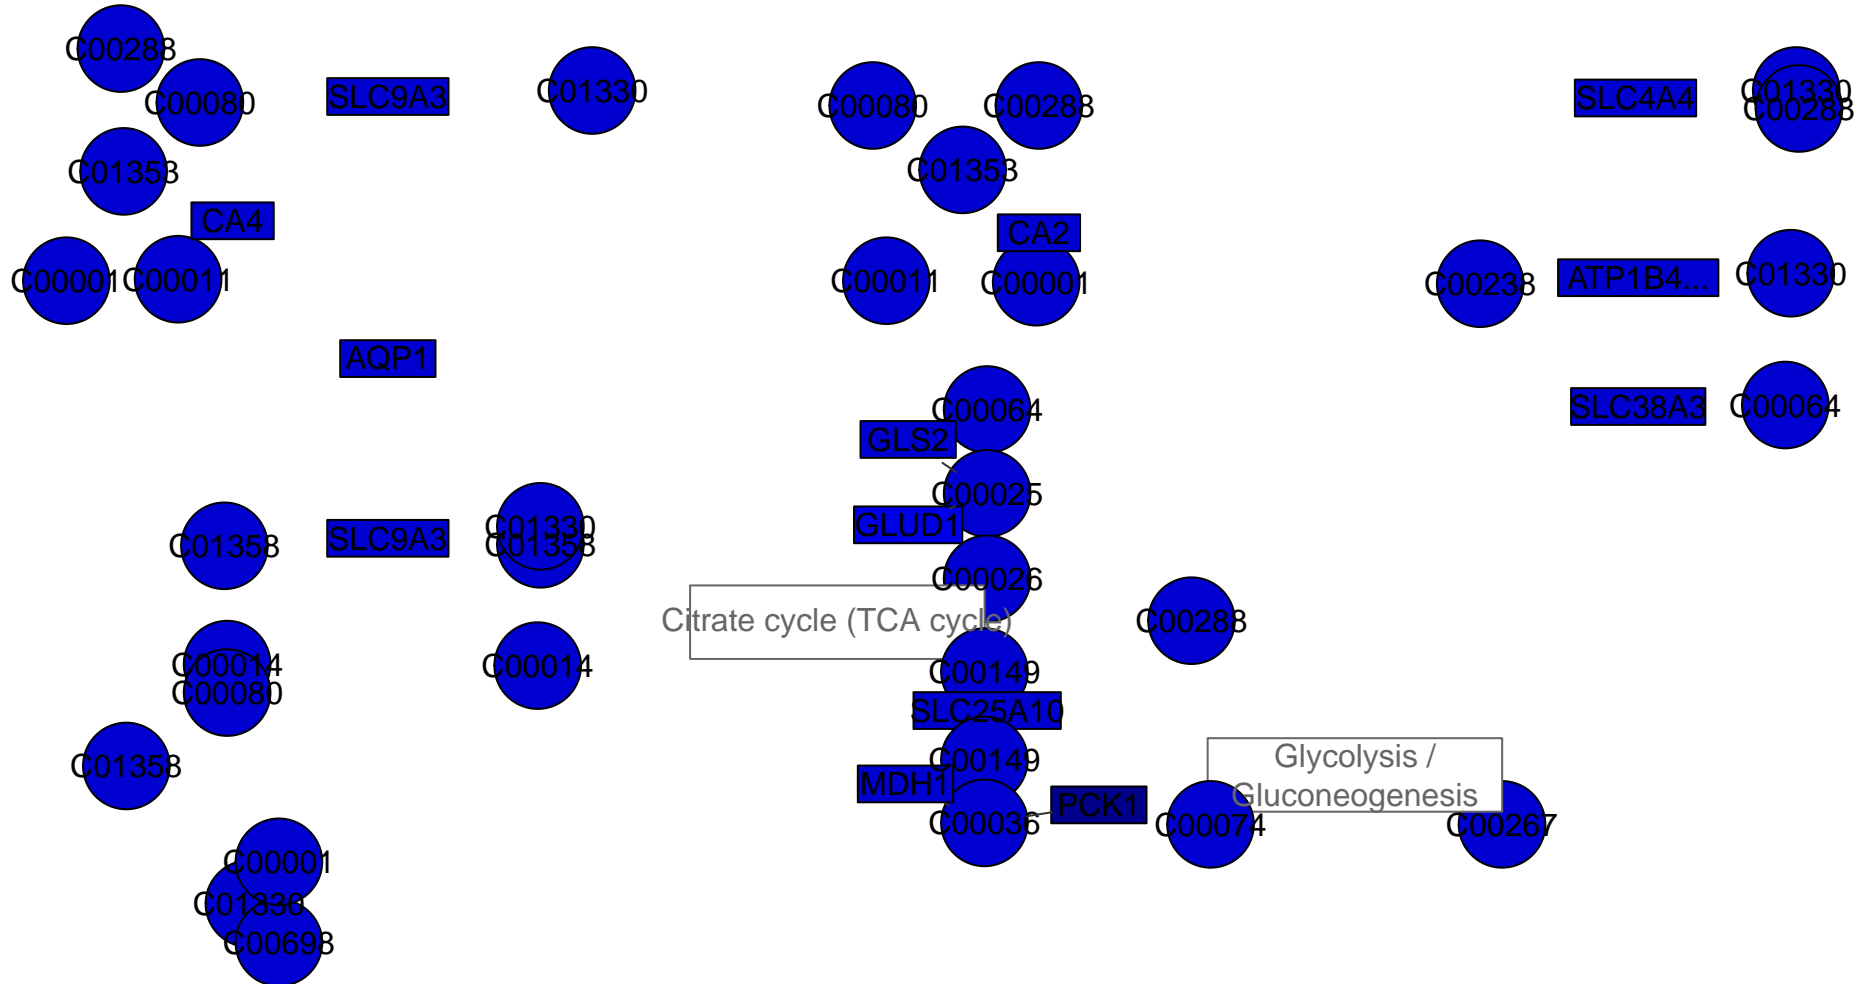 C00288
C00080
SLC9A3
C01330
C00080
C00288
SLC4A4
C01330
C00288
C01353
C01353
CA4
CA2
C00001
C00011
C00011
C00001
C00238
ATP1B4...
C01330
AQP1
C00064
SLC38A3
C00064
GLS2
C00025
C01358
SLC9A3
C01330
C01358
GLUD1
C00026
Citrate cycle (TCA cycle)
C00288
C00014
C00080
C00014
C00149
SLC25A10
C01358
C00149
Glycolysis /
Gluconeogenesis
MDH1
C00036
PCK1
C00074
C00267
C00001
C01330
C00698